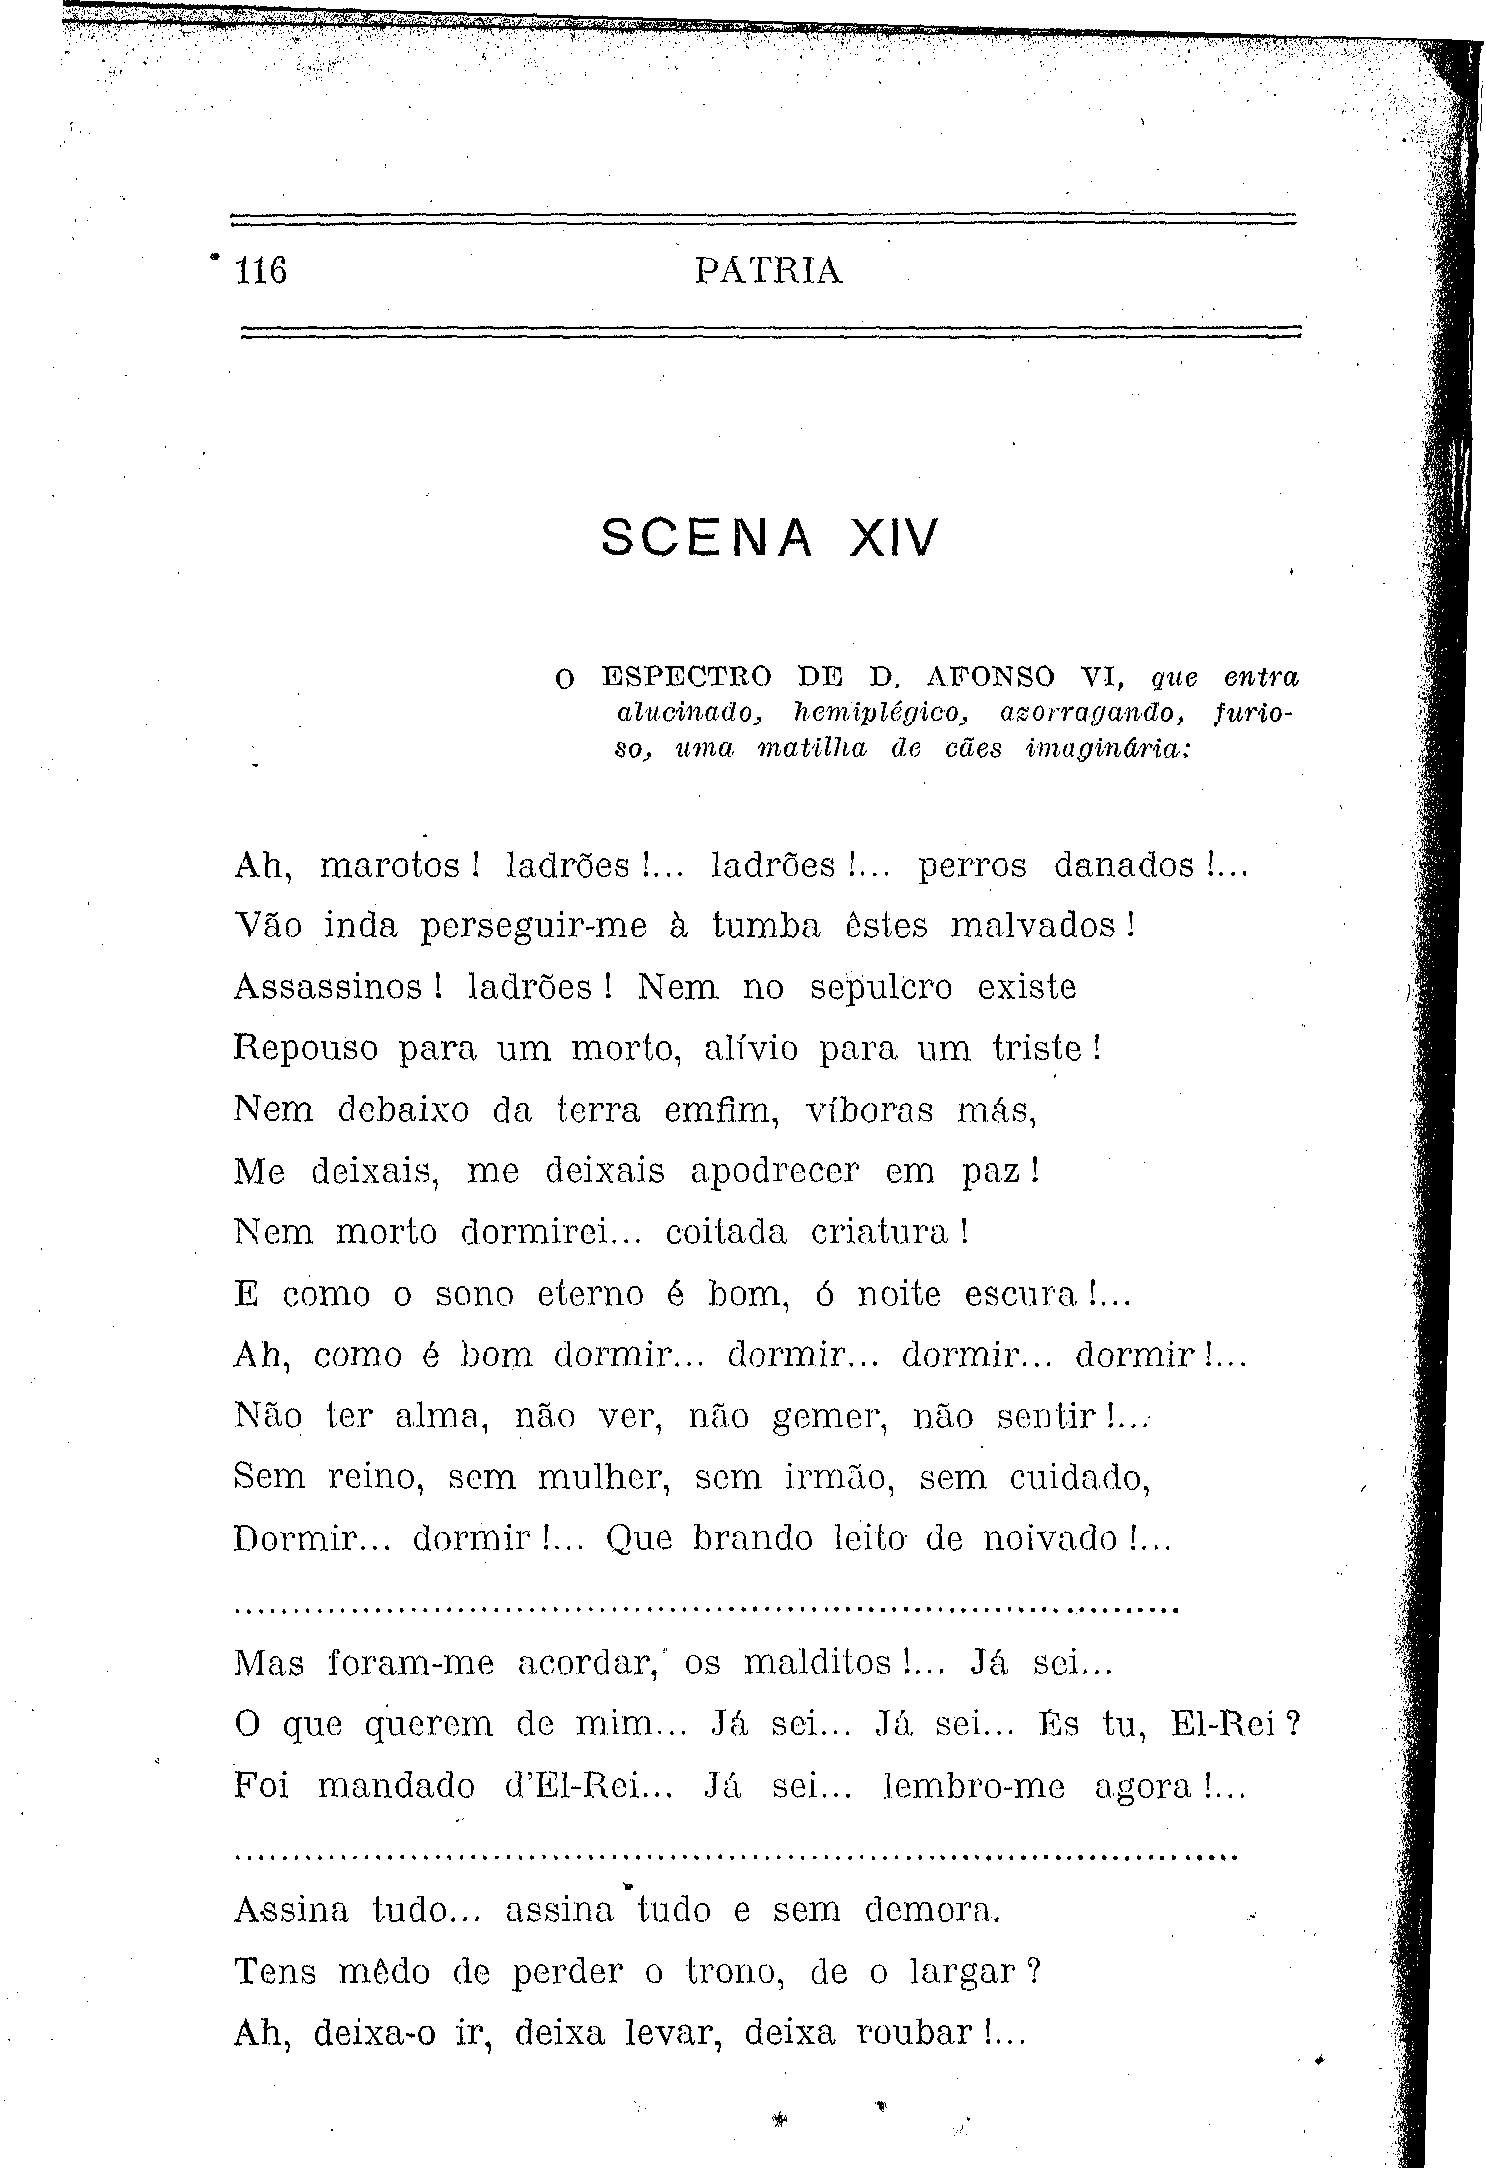 116 PÁTRIA
SCENA XIV
O ESPECTRO DE D. AFONSO VI, que entra
alucinado, hemiplégico, azorragando, furio-
so, uma matilha de cães imaginária:
Ah, marotos! ladrões!... ladrões!... perros danados!...
Vão inda perseguir-me à tumba êstes malvados!
Assassinos! ladrões! Nem no sepulcro existe
Repouso para um morto, alívio para um triste!
Nem debaixo da terra emfim, víboras más,
Me deixais, me deixais apodrecer em paz!
Nem morto dormirei... coitada criatura!
E como o sono eterno é bom, ó noite escura!...
Ah, como é bom dormir... dormir... dormir... dormir!...
Não ter alma, não ver, não gemer, não sentir!...
Sem reino, sem mulher, sem irmão, sem cuidado,
Dormir... dormir!... Que brando leito de noivado!...
................................................................................
Mas foram-me acordar, os malditos!... Já sei...
O que querem de mim... Já sei... Já sei... És tu, El-Rei?
Foi mandado d'El-Rei... Já sei... lembro-me agora!...
.....................................................................................
Assina tudo... assina tudo e sem demora.
Tens mêdo de perder o trono, de o largar?
Ah, deixa-o ir, deixa levar, deixa roubar!...
*